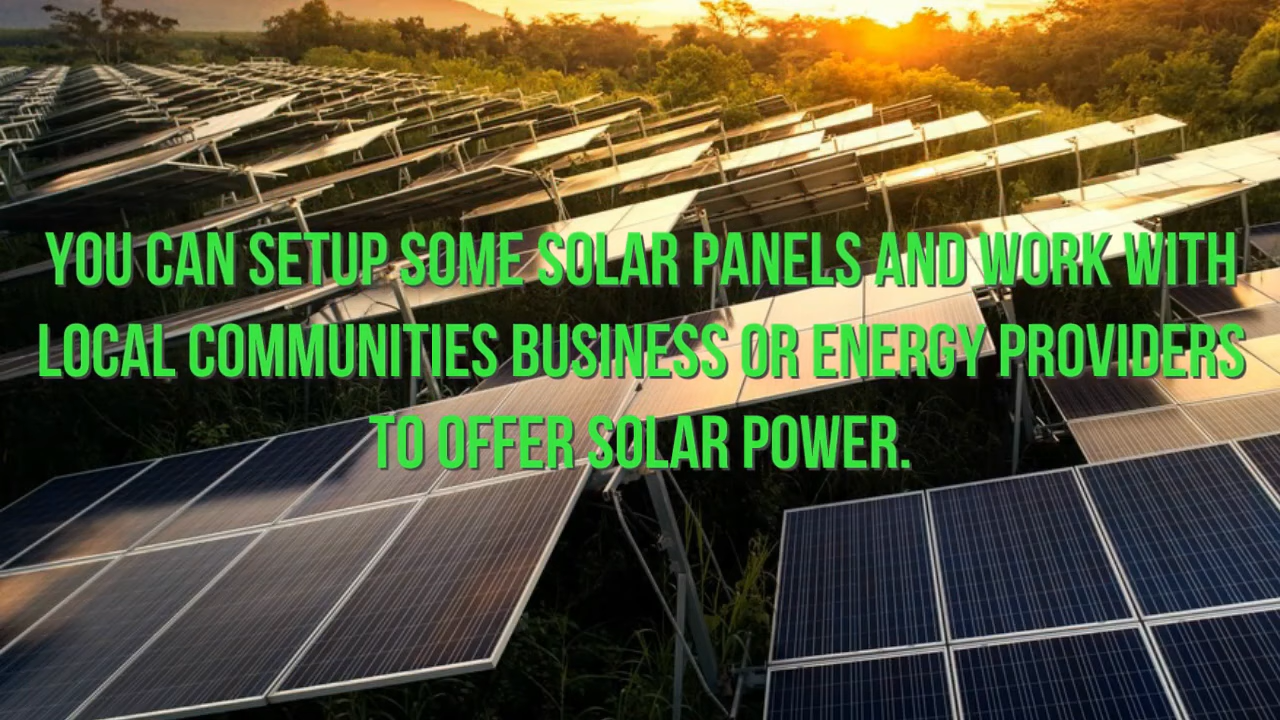 YOU CAN SETUP SOME SOLAR PANELS AND WORK WITH
LOCAL COMMUNITIES BUSINESS OR ENERGY PROVIDERS
TO OFFER SOLAR POWER.